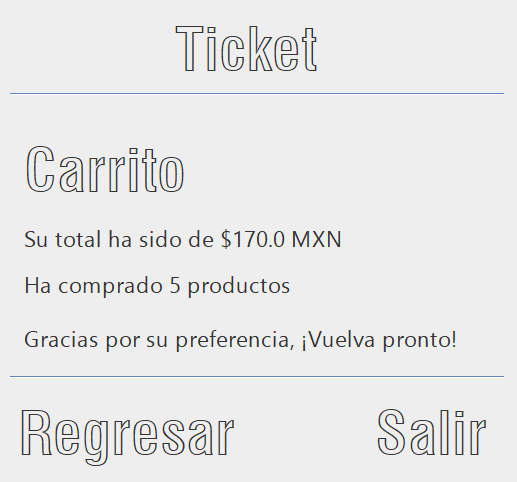 Ticket
Carrito
Su total ha sido de $170.0 MXN
Ha comprado 5 productos
Gracias por su preferencia, ¡Vuelva pronto!
Regresar Salir